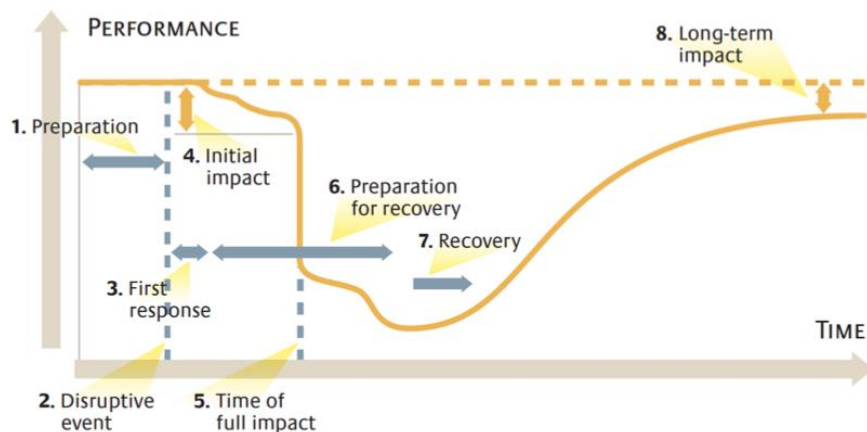 PERFORMANCE
8. Long-term
impact
1. Preparation
4. Initial
impact
6. Preparation
for recovery
7. Recovery
3. First
response
TIME
2. Disruptive
event
5. Time of
full impact